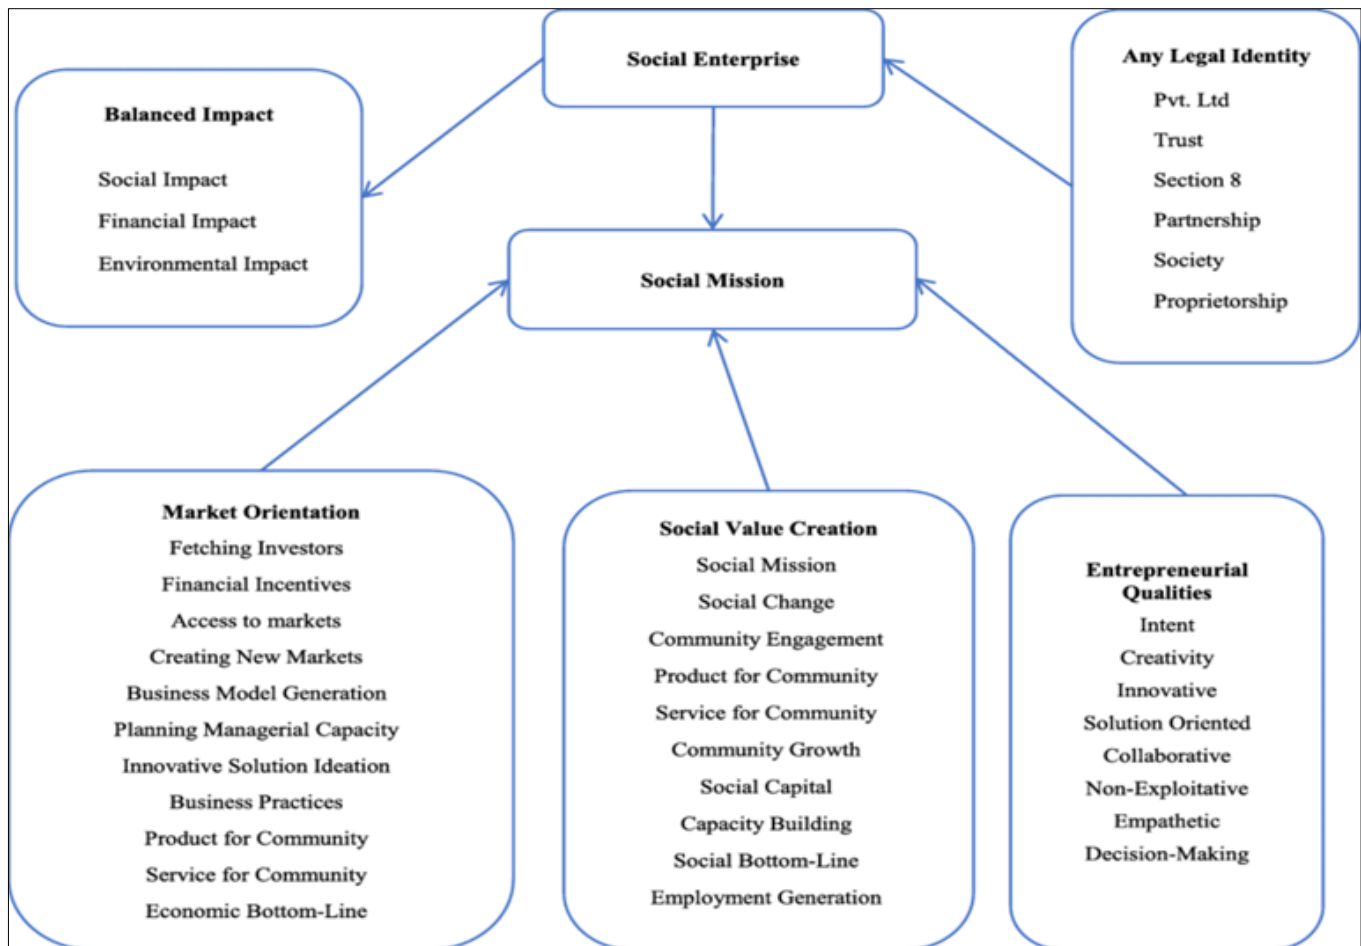 Social Enterprise
Any Legal Identity
Pvt. Ltd
Trust
Section 8
Partnership
Society
Proprietorship
Balanced Impact
Social Impact
Financial Impact
Environmental Impact
Social Mission
Market Orientation
Fetching Investors
Financial Incentives
Access to markets
Creating New Markets
Business Model Generation
Planning Managerial Capacity
Innovative Solution Ideation
Business Practices
Product for Community
Service for Community
Economic Bottom-Line
Social Value Creation
Social Mission
Social Change
Community Engagement
Product for Community
Service for Community
Community Growth
Social Capital
Capacity Building
Social Bottom-Line
Employment Generation
Entrepreneurial
Qualities
Intent
Creativity
Innovative
Solution Oriented
Collaborative
Non-Exploitative
Empathetic
Decision-Making